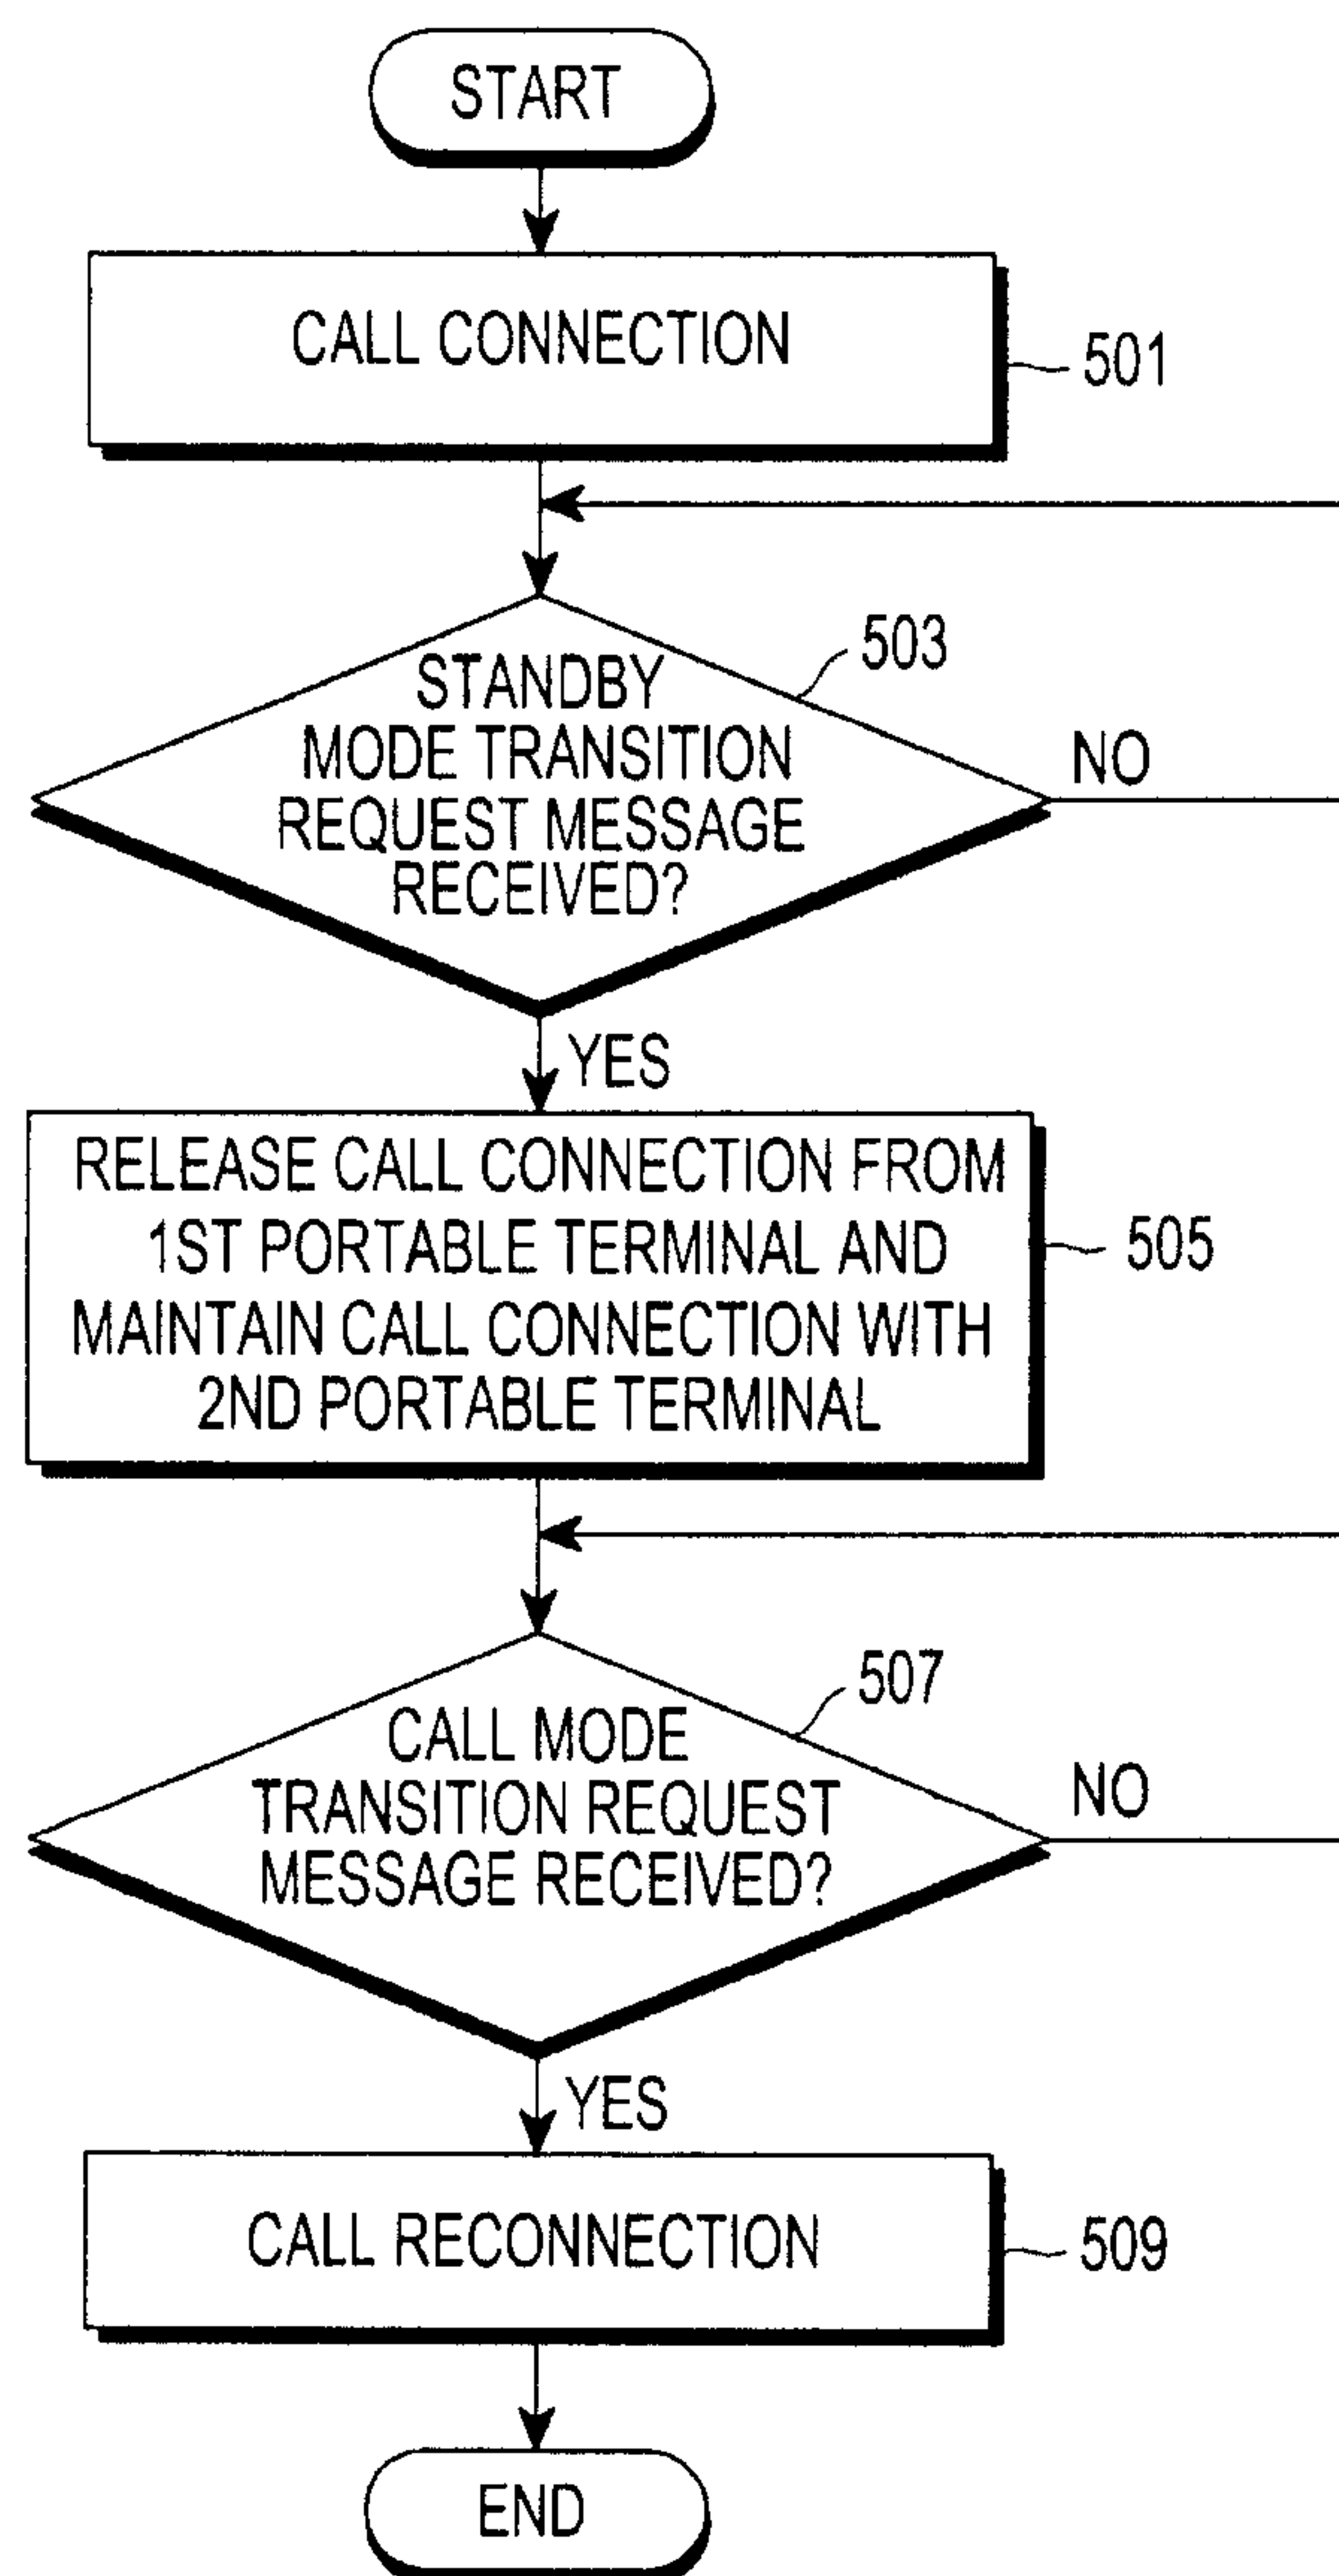 START
CALL CONNECTION
501
STANDBY
MODE TRANSITION
REQUEST MESSAGE
RECEIVED?
503
NO
YES
RELEASE CALL CONNECTION FROM
1ST PORTABLE TERMINAL AND
MAINTAIN CALL CONNECTION WITH
2ND PORTABLE TERMINAL
505
CALL MODE
TRANSITION REQUEST
MESSAGE RECEIVED?
507
NO
YES
CALL RECONNECTION
509
END